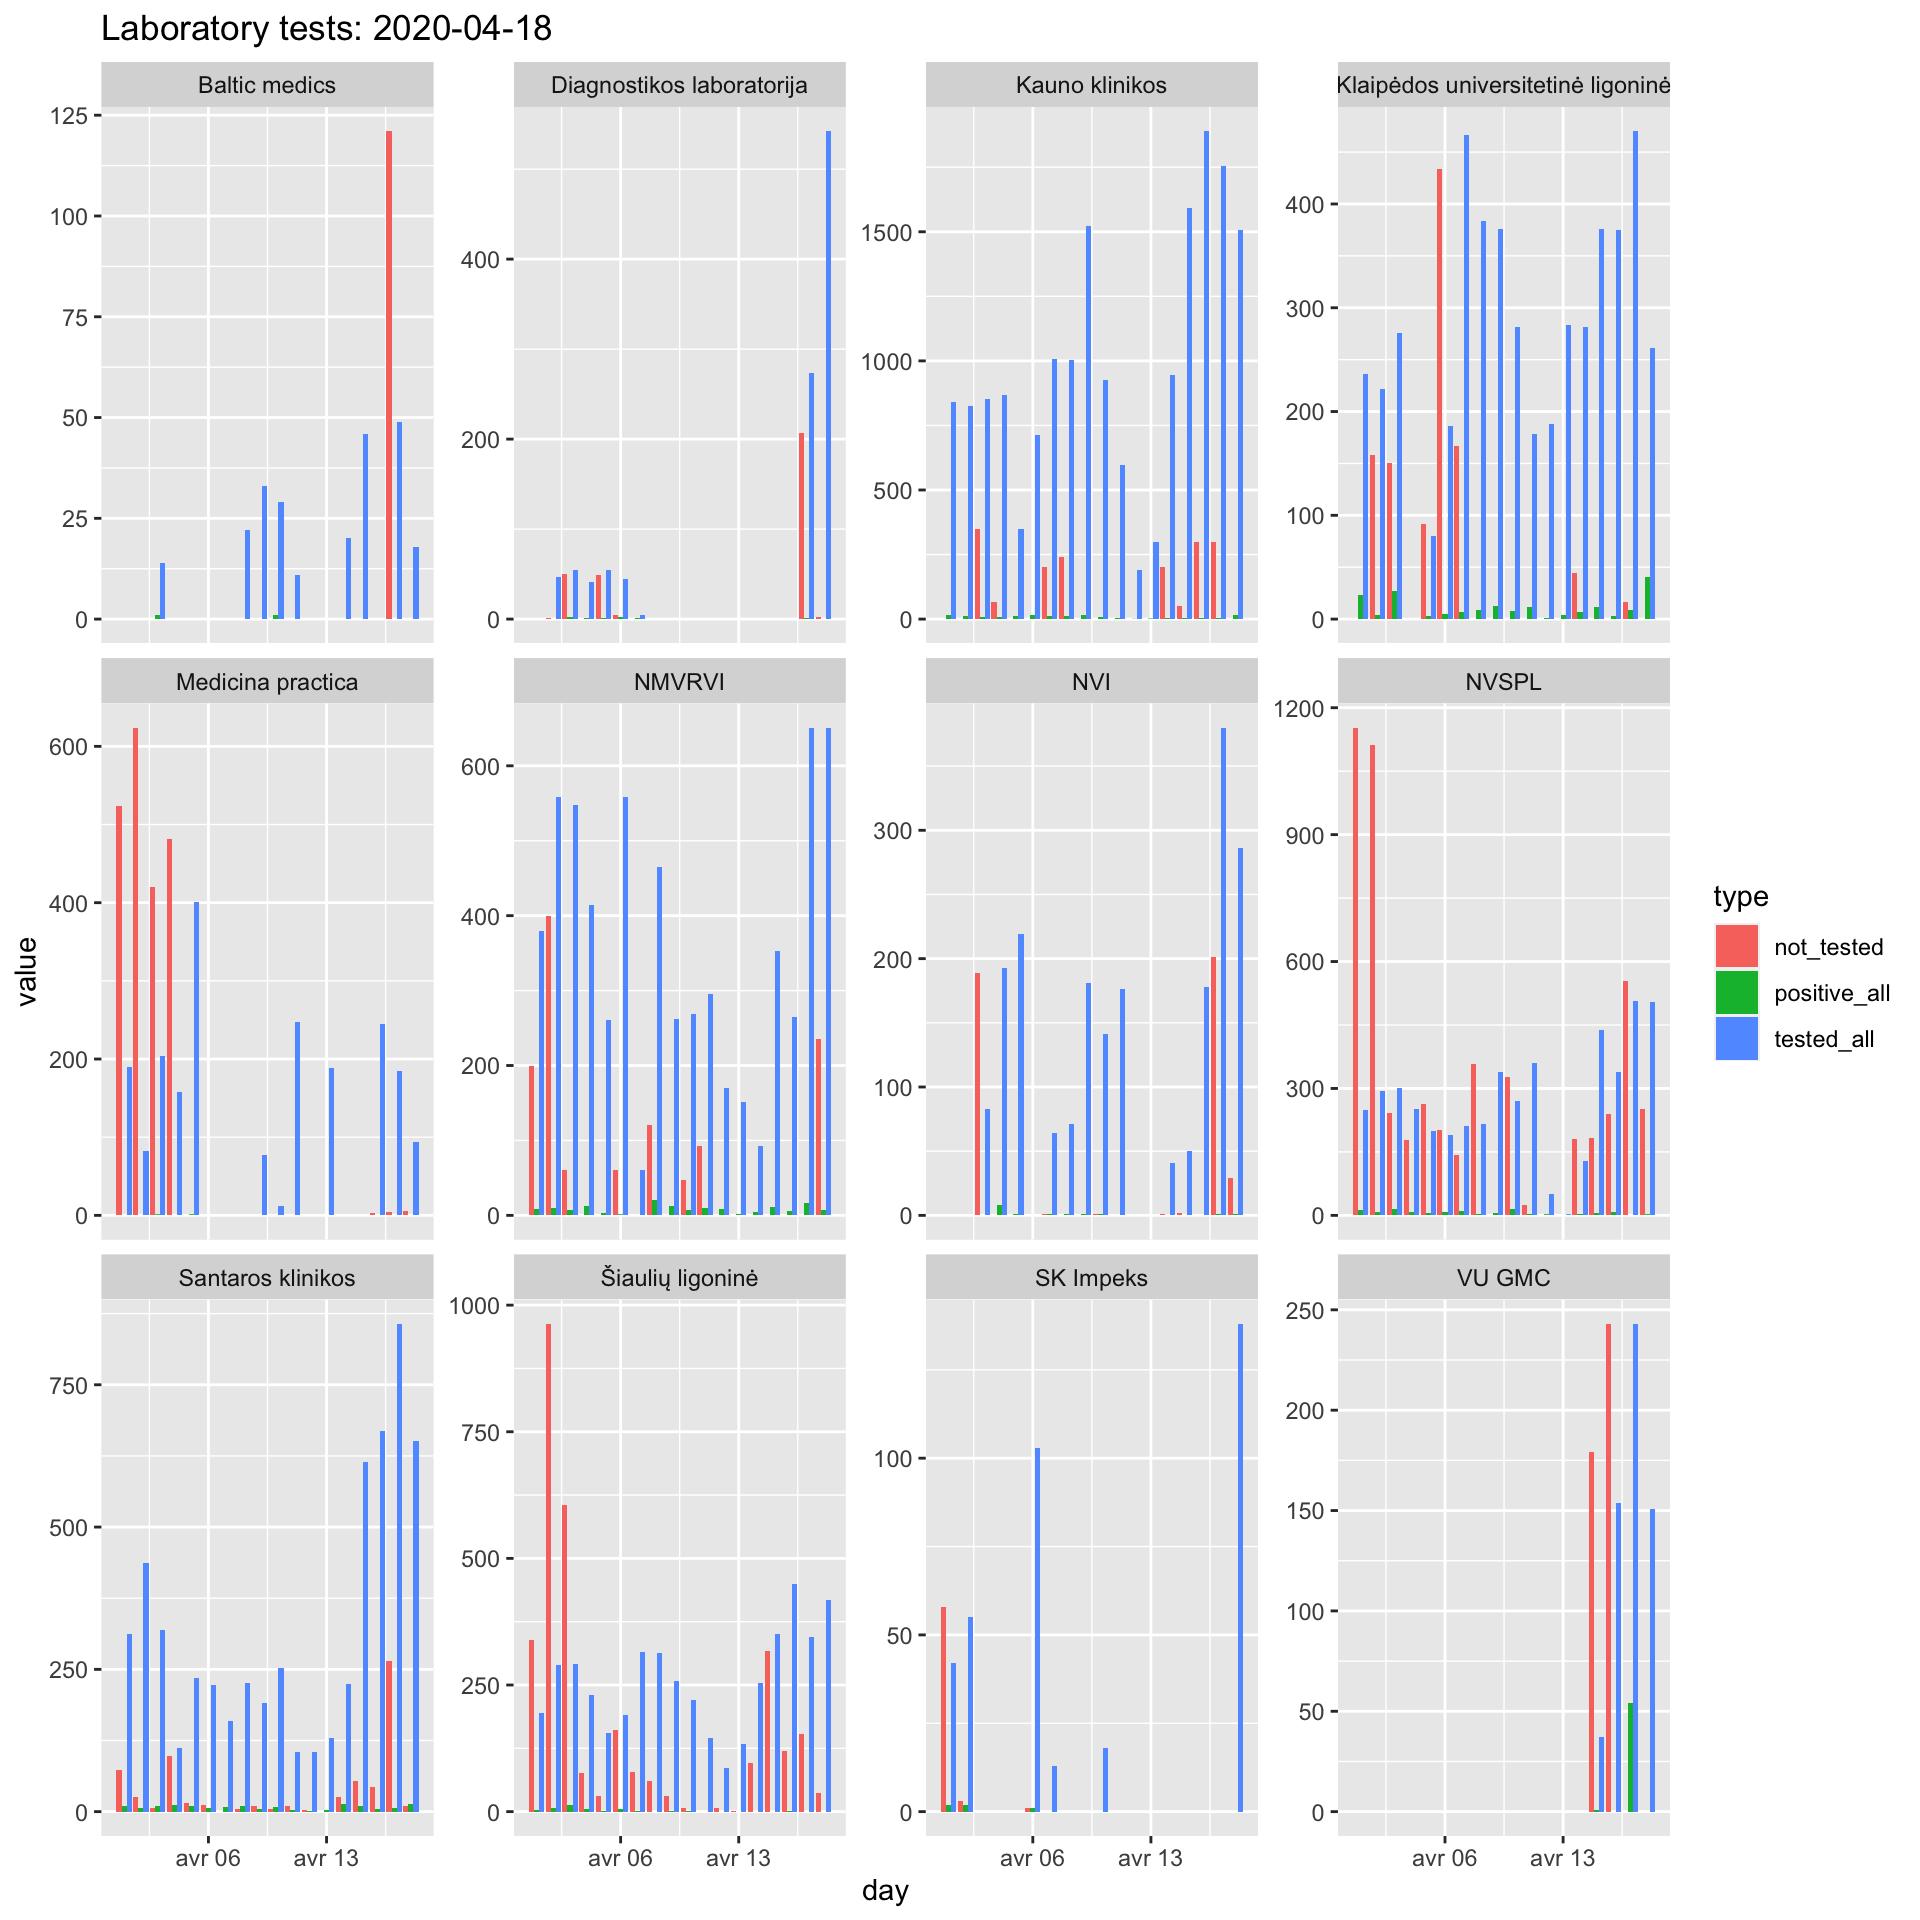 Laboratory tests: 2020-04-18
Baltic medics
Diagnostikos laboratorija
Kauno klinikos
Klaipėdos universitetinė ligoninė
125
100
75
50
25
0
400
200
0
1500
1000
500
0
400
300
200
100
0
Medicina practica
NMVRVI
NVI
NVSPL
600
400
200
0
600
400
200
0
300
200
100
0
1200
900
600
300
0
Santaros klinikos
Šiaulių ligoninė
SK Impeks
VU GMC
750
500
250
0
1000
750
500
250
0
100
50
0
250
200
150
100
50
0
avr 06
avr 13
avr 06
avr 13
avr 06
avr 13
avr 06
avr 13
day
value
type
not_tested
positive_all
tested_all